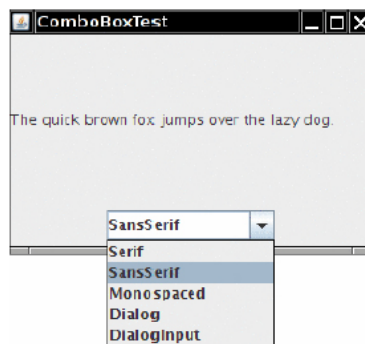 ComboBoxTest
The quick brown fox jumps over the lazy dog.
SansSerif
Serif
SansSerif
Monospaced
Dialog
DialogInput